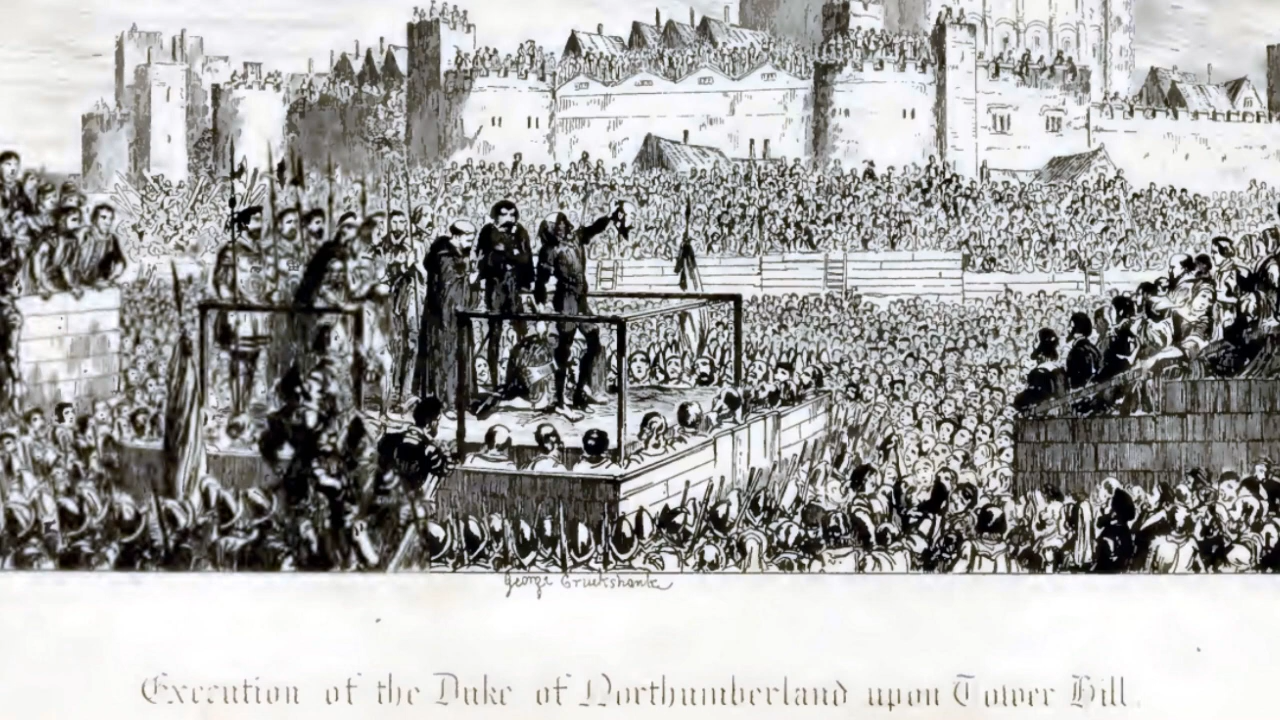 George Cruikshank
Execution of the Duke of Northumberland upon Tower Hill.